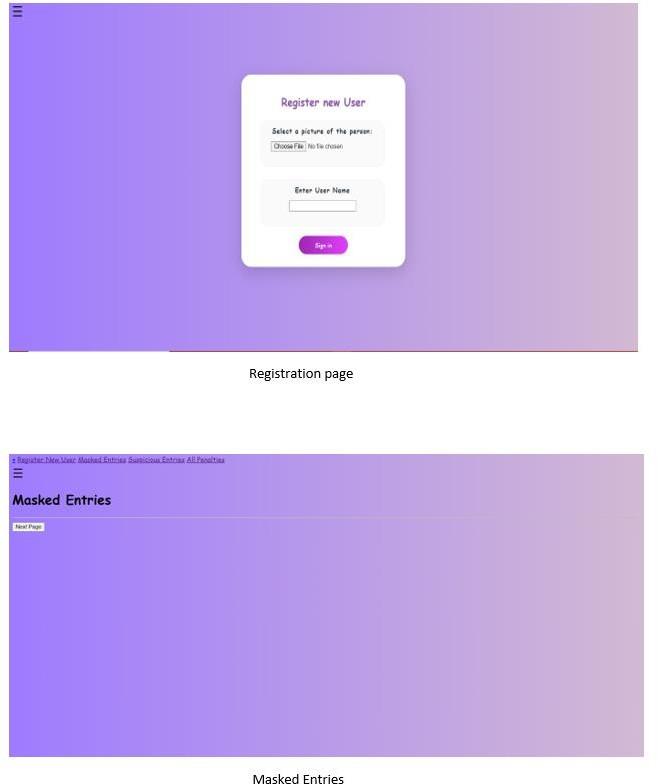 ☰
Register new User
Select a picture of the person:
Choose File No file chosen
Enter User Name
Sign in
Registration page
× Register New User Masked Entries Suspicious Entries All Penalties
☰
Masked Entries
Next Page
Masked Entries